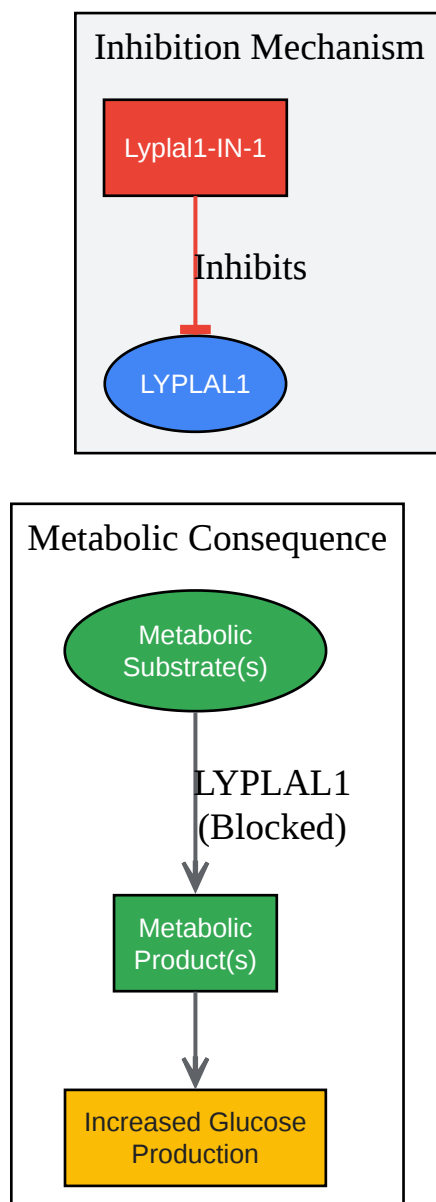 Inhibition Mechanism
Lyplal1-IN-1
Inhibits
LYPLAL1
Metabolic Consequence
Metabolic
Substrate(s)
LYPLAL1
(Blocked)
Metabolic
Product(s)
Increased Glucose
Production